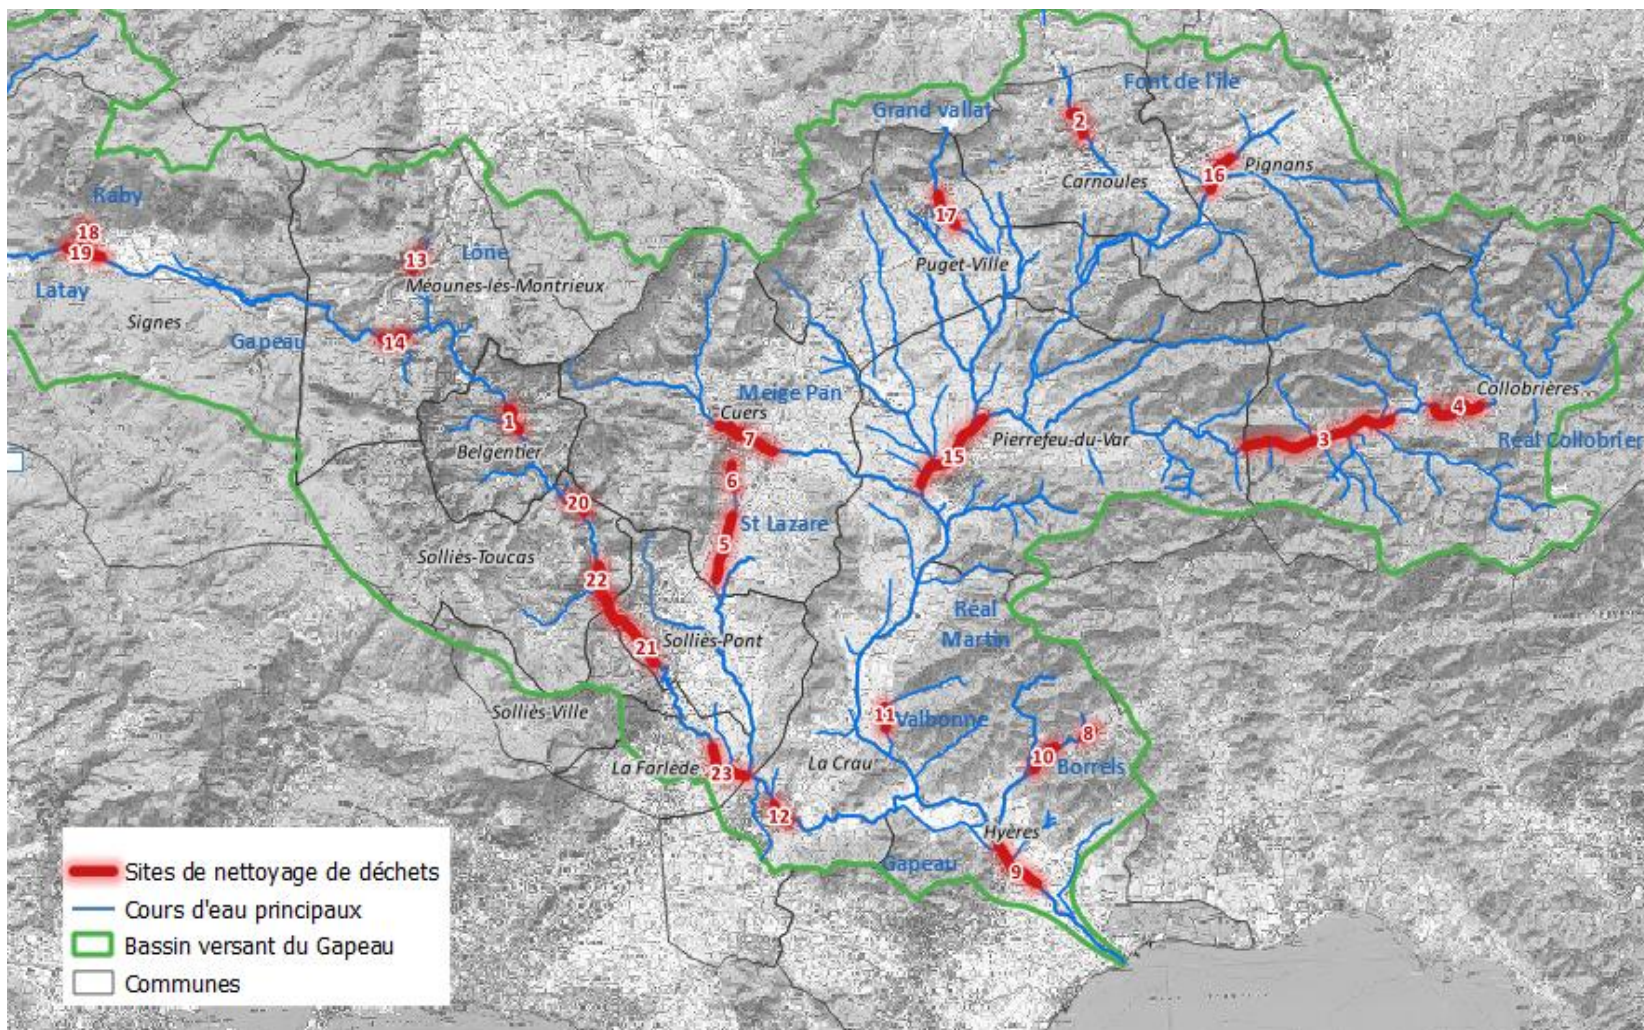 Font de l'île
Grand vallat
2
Pignans
16
Carnoules
Raby
17
18
19
13
Lône
Puget-Ville
Méounes-lès-Montrieux
Latay
Signes
Gapeau
14
Meige Pan
Collobrières
Cuers
4
1
7
Pierrefeu-du-Var
3
Réal Collobrier
Belgentier
15
6
20
St Lazare
5
Solliès-Toucas
22
Réal
Martin
Solliès-Pont
21
Solliès-Ville
11
Valbonne
8
10
Borrels
La Farlède
23
La Crau
12
Hyères
Gapeau
9
Sites de nettoyage de déchets
Cours d'eau principaux
Bassin versant du Gapeau
Communes